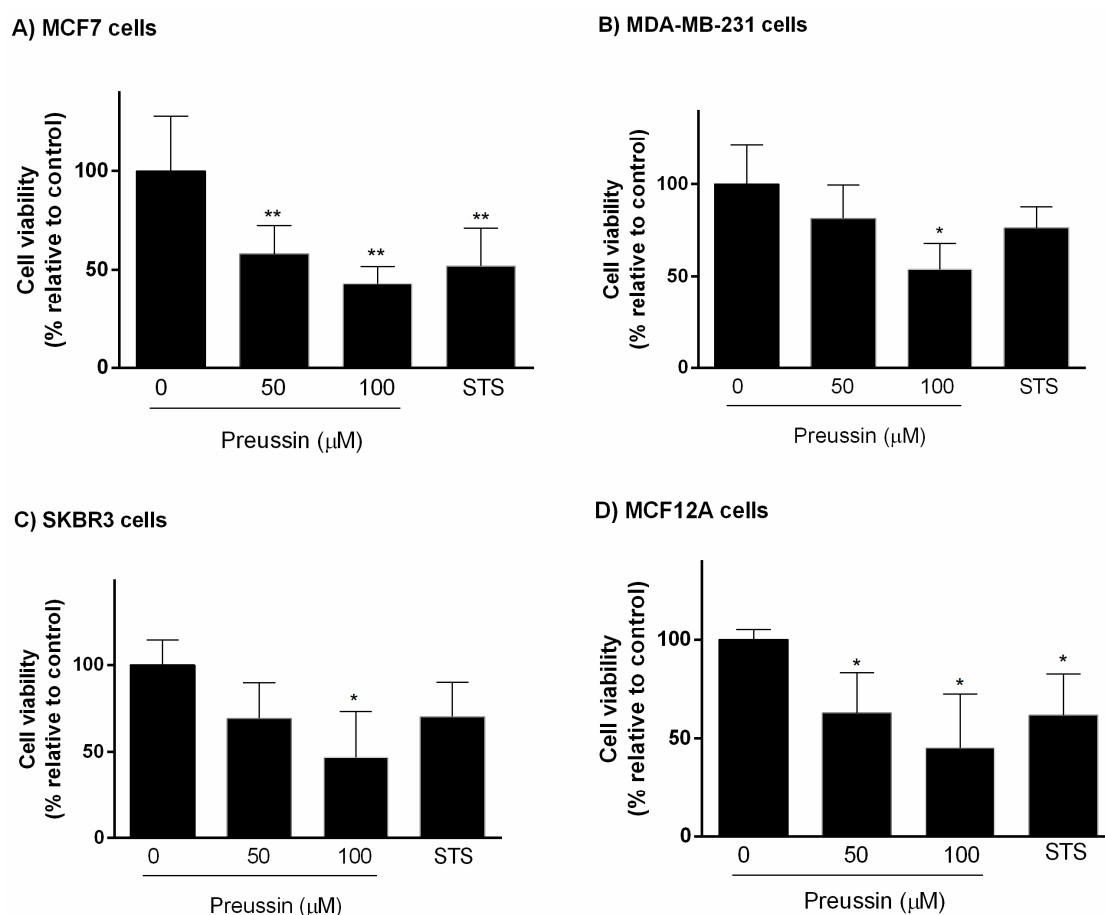 A) MCF7 cells
Cell viability
(% relative to control)
100
50
0
**
**
**
0 50 100 STS
Preussin (μM)
B) MDA-MB-231 cells
Cell viability
(% relative to control)
100
50
0
*
0 50 100 STS
Preussin (μM)
C) SKBR3 cells
Cell viability
(% relative to control)
100
50
0
*
0 50 100 STS
Preussin (μM)
D) MCF12A cells
Cell viability
(% relative to control)
100
50
0
*
*
*
0 50 100 STS
Preussin (μM)